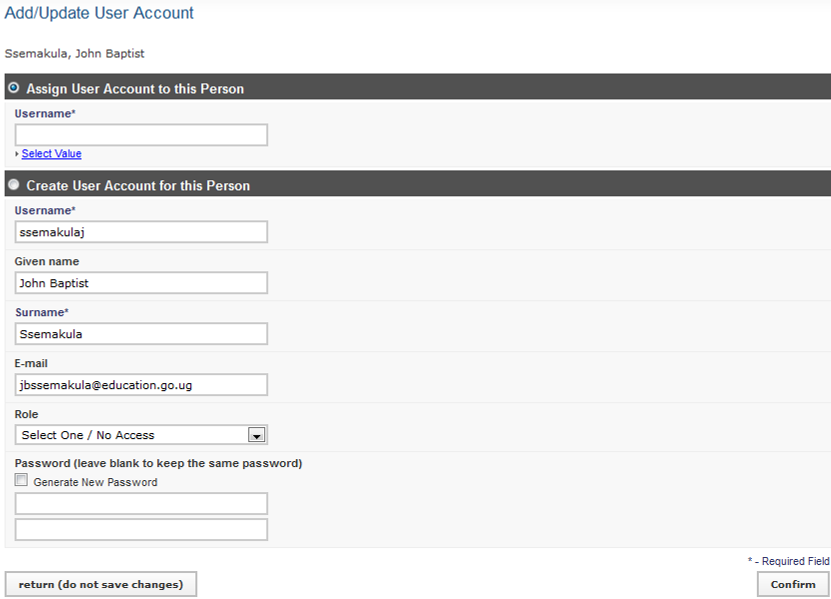 Add/Update User Account
Ssemakula, John Baptist
Assign User Account to this Person
Username*
Select Value
Create User Account for this Person
Username*
ssemakulaj
Given name
John Baptist
Surname*
Ssemakula
E-mail
jbssemakula@education.go.ug
Role
Select One / No Access
Password (leave blank to keep the same password)
Generate New Password
* - Required Field
return (do not save changes) Confirm